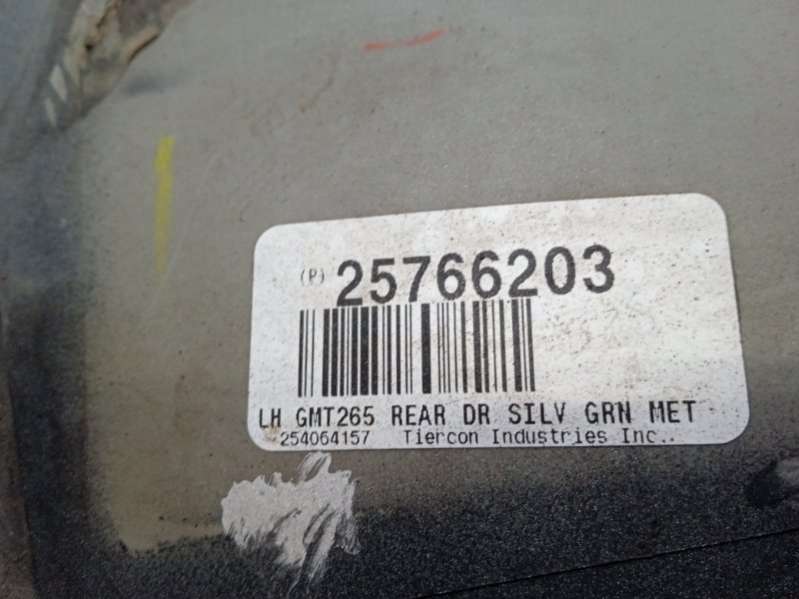 (P) 25766203
LH GMT265 REAR DR SILV GRN MET
254064157 Tiercon Industries Inc..